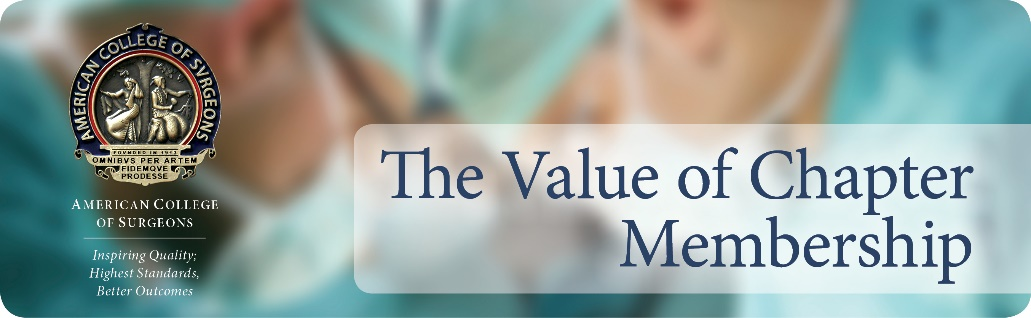 AMERICAN COLLEGE OF SVRGEONS
FOUNDED IN 1913
OMNIBVS PER ARTEM
FIDEMQVE
PRODESSE
AMERICAN COLLEGE
OF SURGEONS
Inspiring Quality:
Highest Standards,
Better Outcomes
The Value of Chapter
Membership